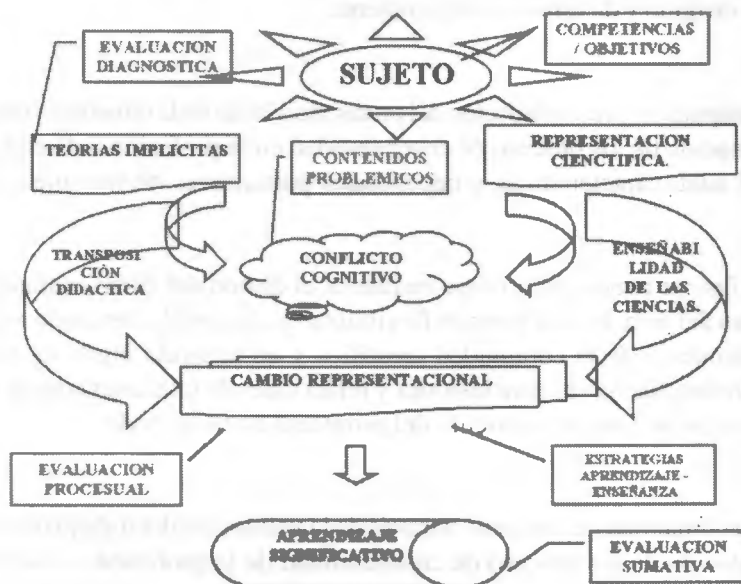 EVALUACION
DIAGNOSTICA
SUJETO
COMPETENCIAS
/ OBJETIVOS
TEORIAS IMPLICITAS
CONTENIDOS
PROBLEMICOS
REPRESENTACION
CIENCTIFICA.
TRANSPOSI
CIÓN
DIDACTICA
CONFLICTO
COGNITIVO
ENSEÑABI
LIDAD
DE LAS
CIENCIAS.
CAMBIO REPRESENTACIONAL
EVALUACION
PROCESUAL
ESTRATEGIAS
APRENDIZAJE -
ENSEÑANZA
APRENDIZAJE
SIGNIFICATIVO
EVALUACION
SUMATIVA